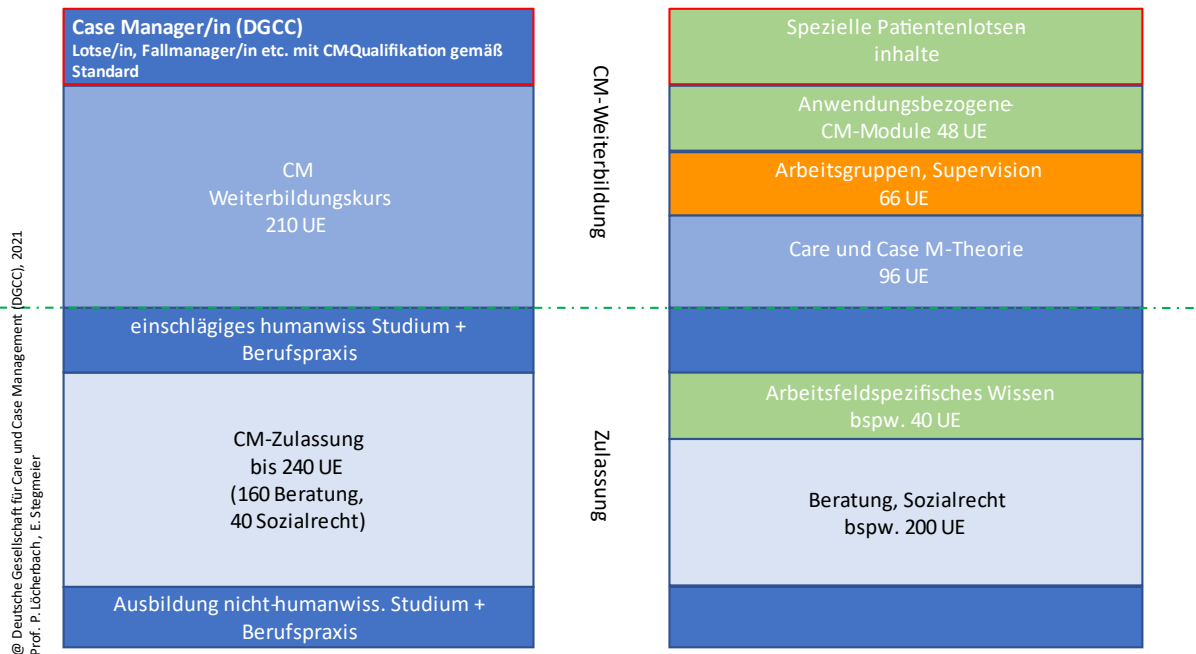 Case Manager/in (DGCC)
Lotse/in, Fallmanager/in etc. mit CM-Qualifikation gemäß
Standard
CM
Weiterbildungskurs
210 UE
einschlägiges humanwiss. Studium +
Berufspraxis
CM-Zulassung
bis 240 UE
(160 Beratung,
40 Sozialrecht)
Ausbildung nicht-humanwiss. Studium +
Berufspraxis
CM-Weiterbildung
Zulassung
Spezielle Patientenlotsen-
inhalte
Anwendungsbezogene-
CM-Module 48 UE
Arbeitsgruppen, Supervision
66 UE
Care und Case M-Theorie
96 UE
Arbeitsfeldspezifisches Wissen
bspw. 40 UE
Beratung, Sozialrecht
bspw. 200 UE
@ Deutsche Gesellschaft für Care und Case Management (DGCC), 2021
Prof. P. Löcherbach, E. Stegmeier